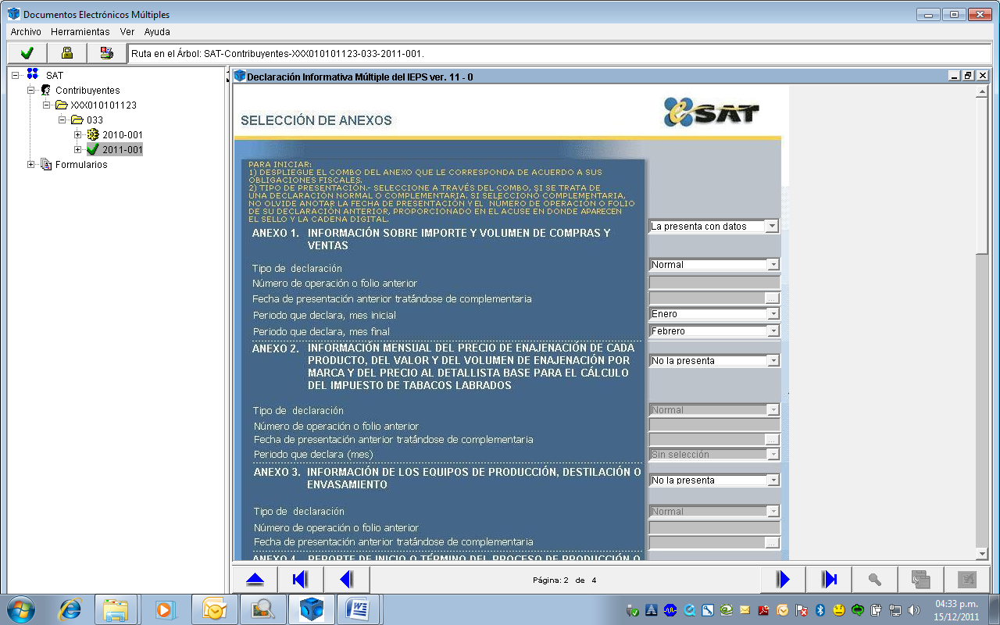 Documentos Electrónicos Múltiples
Archivo Herramientas Ver Ayuda
Ruta en el Árbol: SAT-Contribuyentes-XXX010101123-033-2011-001.
SAT
Contribuyentes
XXX010101123
033
2010-001
2011-001
Formularios
Declaración Informativa Múltiple del IEPS ver. 11 - 0
SELECCIÓN DE ANEXOS
e SAT
PARA INICIAR:
1) DESPLIEGUE EL COMBO DEL ANEXO QUE LE CORRESPONDA DE ACUERDO A SUS
OBLIGACIONES FISCALES.
2) TIPO DE PRESENTACIÓN.- SELECCIONE A TRAVÉS DEL COMBO, SI SE TRATA DE
UNA DECLARACIÓN NORMAL O COMPLEMENTARIA. SI SELECCIONÓ COMPLEMENTARIA,
NO OLVIDE ANOTAR LA FECHA DE PRESENTACIÓN Y EL NÚMERO DE OPERACIÓN O FOLIO
DE SU DECLARACIÓN ANTERIOR, PROPORCIONADO EN EL ACUSE EN DONDE APARECEN
EL SELLO Y LA CADENA DIGITAL.
La presenta con datos
ANEXO 1. INFORMACIÓN SOBRE IMPORTE Y VOLUMEN DE COMPRAS Y
VENTAS
Tipo de declaración Normal
Número de operación o folio anterior
Fecha de presentación anterior tratándose de complementaria ...
Periodo que declara, mes inicial Enero
Periodo que declara, mes final Febrero
ANEXO 2. INFORMACIÓN MENSUAL DEL PRECIO DE ENAJENACIÓN DE CADA
PRODUCTO, DEL VALOR Y DEL VOLUMEN DE ENAJENACIÓN POR No la presenta
MARCA Y DEL PRECIO AL DETALLISTA BASE PARA EL CÁLCULO
DEL IMPUESTO DE TABACOS LABRADOS
Tipo de declaración Normal
Número de operación o folio anterior
Fecha de presentación anterior tratándose de complementaria ...
Periodo que declara (mes) Sin selección
ANEXO 3. INFORMACIÓN DE LOS EQUIPOS DE PRODUCCIÓN, DESTILACIÓN O
ENVASAMIENTO No la presenta
Tipo de declaración Normal
Número de operación o folio anterior
Fecha de presentación anterior tratándose de complementaria ...
ANEXO 4. REPORTE DE INICIO O TÉRMINO DEL PROCESO DE PRODUCCIÓN O
Página: 2 de 4
04:33 p.m.
15/12/2011